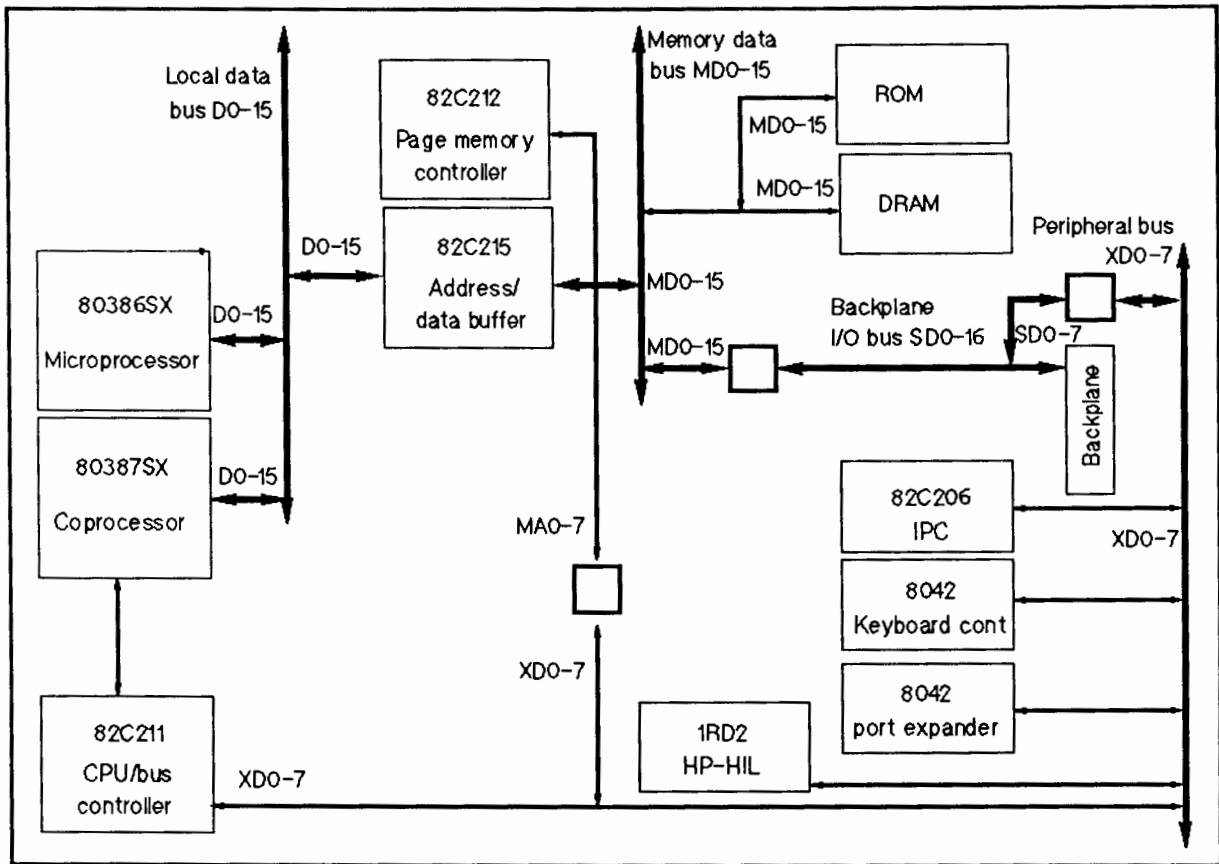 Local data
bus D0-15
82C212
Page memory
controller
Memory data
bus MD0-15
ROM
MD0-15
MD0-15
DRAM
D0-15
82C215
Address/
data buffer
MD0-15
Peripheral bus
XD0-7
80386SX
Microprocessor
D0-15
MD0-15
Backplane
I/O bus SD0-16
SD0-7
Backplane
80387SX
Coprocessor
D0-15
MA0-7
82C206
IPC
XD0-7
8042
Keyboard cont
XD0-7
8042
port expander
82C211
CPU/bus
controller
XD0-7
1RD2
HP-HIL